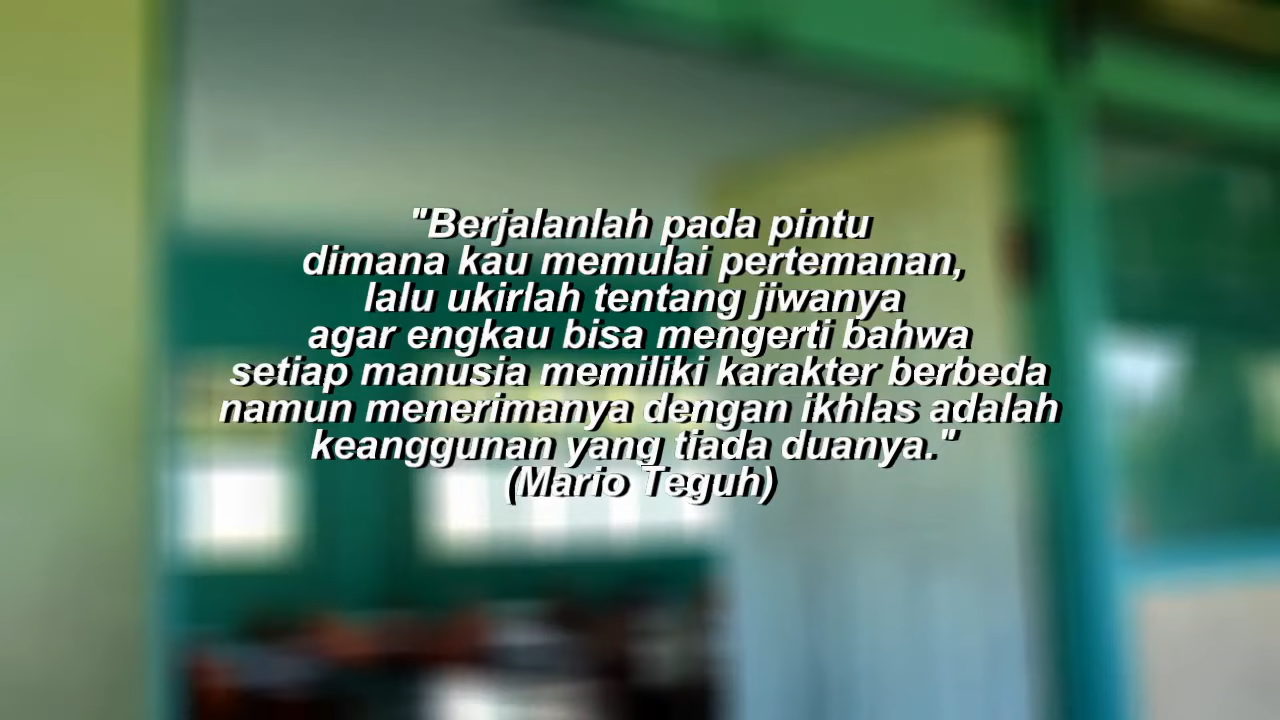 "Berjalanlah pada pintu
dimana kau memulai pertemanan,
lalu ukirlah tentang jiwanya
agar engkau bisa mengerti bahwa
setiap manusia memiliki karakter berbeda
namun menerimanya dengan ikhlas adalah
keanggunan yang tiada duanya."
(Mario Teguh)